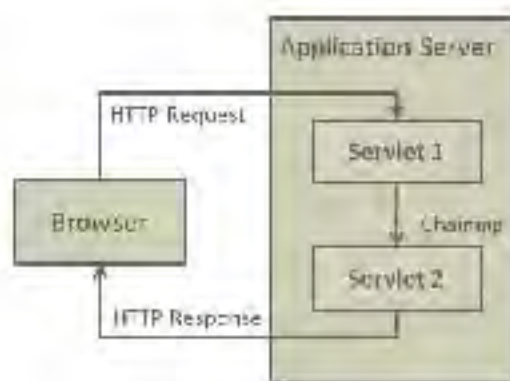 Application Server
HTTP Request
Servlet 1
Browser
Chaining
Servlet 2
HTTP Response